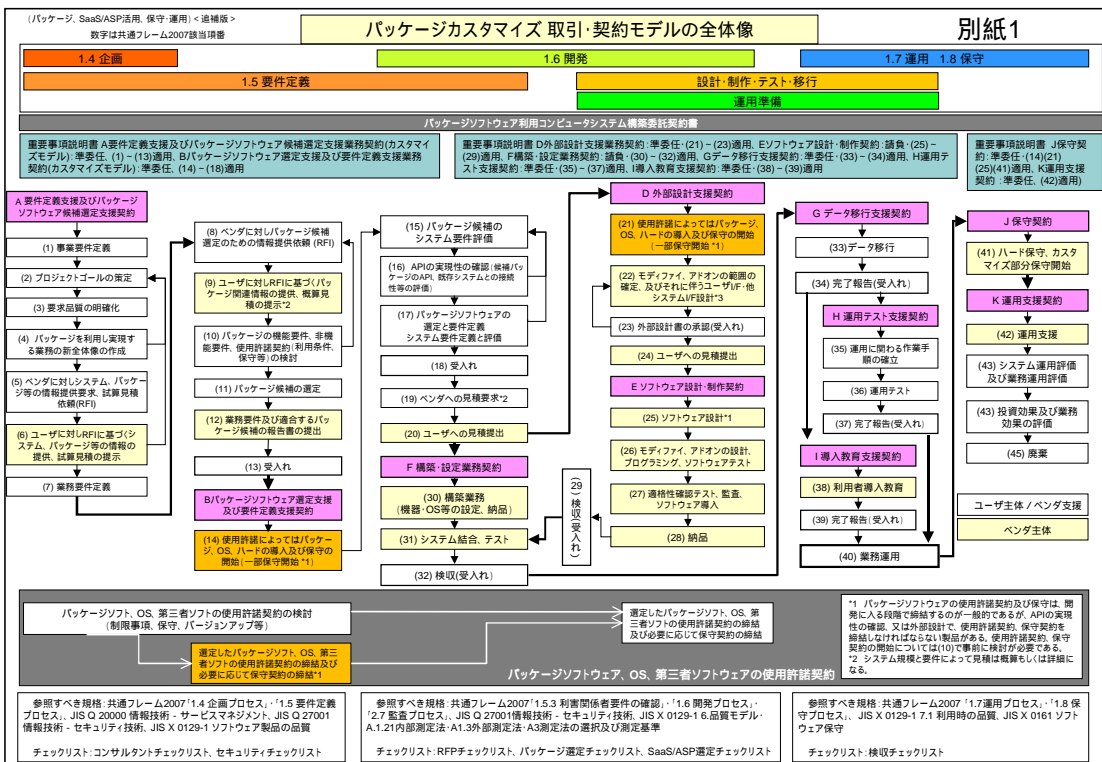 (パッケージ、SaaS/ASP活用、保守・運用)<追補版>
数字は共通フレーム2007該当項番
パッケージカスタマイズ 取引・契約モデルの全体像
別紙1
1.4 企画
1.6 開発
1.7 運用 1.8 保守
1.5 要件定義
設計・制作・テスト・移行
運用準備
パッケージソフトウェア利用コンピュータシステム構築委託契約書
重要事項説明書 A要件定義支援及びパッケージソフトウェア候補選定支援業務契約(カスタマイ
ズモデル):準委任、(1)-(13)適用、Bパッケージソフトウェア選定支援及び要件定義支援業務
契約(カスタマイズモデル):準委任、(14)-(18)適用
重要事項説明書 D外部設計支援業務契約:準委任・(21)-(23)適用、Eソフトウェア設計・制作契約:請負・(25)-
(29)適用、F構築・設定業務契約:請負・(30)-(32)適用、Gデータ移行支援契約:準委任・(33)-(34)適用、H運用テ
スト支援契約:準委任・(35)-(37)適用、I導入教育支援契約:準委任・(38)-(39)適用
重要事項説明書 J保守契
約:準委任・(14)(21)
(25)(41)適用、K運用支援
契約:準委任、(42)適用)
A 要件定義支援及びパッケージ
ソフトウェア候補選定支援契約
(1) 事業要件定義
(2) プロジェクトゴールの策定
(3) 要求品質の明確化
(4) パッケージを利用し実現す
る業務の新全体像の作成
(5) ベンダに対しシステム、パッケー
ジ等の情報提供要求、試算見積
依頼(RFI)
(6) ユーザに対しRFIに基づくシ
ステム、パッケージ等の情報の
提供、試算見積の提示
(7) 業務要件定義
(8) ベンダに対しパッケージ候補
選定のための情報提供依頼(RFI)
(9) ユーザに対しRFIに基づくパッ
ケージ関連情報の提供、概算見
積の提示*2
(10) パッケージの機能要件、非機
能要件、使用許諾契約(利用条件、
保守等)の検討
(11) パッケージ候補の選定
(12) 業務要件及び適合するパッ
ケージ候補の報告書の提出
(13) 受入れ
Bパッケージソフトウェア選定支援
及び要件定義支援契約
(14) 使用許諾によってはパッケー
ジ、OS、ハードの導入及び保守の
開始(一部保守開始*1)
(15) パッケージ候補の
システム要件評価
(16) APIの実現性の確認(候補パッケー
ジのAPI、既存システムとの接続
性等の評価)
(17) パッケージソフトウェアの
選定と要件定義
システム要件定義と評価
(18) 受入れ
(19) ベンダへの見積要求*2
(20) ユーザへの見積提出
F 構築・設定業務契約
(30) 構築業務
(機器・OS等の設定、納品)
(31) システム結合、テスト
(32) 検収(受入れ)
(29)検収(受入れ)
D 外部設計支援契約
(21) 使用許諾によってはパッケージ、
OS、ハードの導入及び保守の開始
(一部保守開始*1)
(22) モディファイ、アドオンの範囲の
確定、及びそれに伴うユーザI/F・他
システムI/F設計*3
(23) 外部設計書の承認(受入れ)
(24) ユーザへの見積提出
E ソフトウェア設計・制作契約
(25) ソフトウェア設計*1
(26) モディファイ、アドオンの設計、
プログラミング、ソフトウェアテスト
(27) 適格性確認テスト、監査、
ソフトウェア導入
(28) 納品
G データ移行支援契約
(33)データ移行
(34) 完了報告(受入れ)
H 運用テスト支援契約
(35) 運用に関わる作業手
順の確立
(36) 運用テスト
(37) 完了報告(受入れ)
I 導入教育支援契約
(38) 利用者導入教育
(39) 完了報告(受入れ)
(40) 業務運用
J 保守契約
(41) ハード保守、カスタ
マイズ部分保守開始
K 運用支援契約
(42) 運用支援
(43) システム運用評価
及び業務運用評価
(43) 投資効果及び業務
効果の評価
(45) 廃棄
ユーザ主体 / ベンダ支援
ベンダ主体
パッケージソフト、OS、第三者ソフトの使用許諾契約の検討
(制限事項、保守、バージョンアップ等)
選定したパッケージソフト、OS、第三
者ソフトの使用許諾契約の締結及び
必要に応じて保守契約の締結*1
選定したパッケージソフト、OS、第
三者ソフトの使用許諾契約の締結
及び必要に応じて保守契約の締結
パッケージソフトウェア、OS、第三者ソフトウェアの使用許諾契約
*1 パッケージソフトウェアの使用許諾契約及び保守は、開
発に入る段階で締結するのが一般的であるが、APIの実現
性の確認、又は外部設計で、使用許諾契約、保守契約を
締結しなければならない製品がある。使用許諾契約、保守
契約の開始については(10)で事前に検討が必要である。
*2 システム規模と要件によって見積は概算もしくは詳細に
なる。
参照すべき規格:共通フレーム2007「1.4 企画プロセス」・「1.5 要件定義
プロセス」、JIS Q 20000 情報技術 - サービスマネジメント、JIS Q 27001
情報技術 - セキュリティ技術、JIS X 0129-1 ソフトウェア製品の品質
チェックリスト:コンサルタントチェックリスト、セキュリティチェックリスト
参照すべき規格:共通フレーム2007「1.5.3 利害関係者要件の確認」・「1.6 開発プロセス」・
「2.7 監査プロセス」、JIS Q 27001情報技術 - セキュリティ技術、JIS X 0129-1 6.品質モデル・
A.1.21内部測定法・A1.3外部測定法・A3測定法の選択及び測定基準
チェックリスト:RFPチェックリスト、パッケージ選定チェックリスト、SaaS/ASP選定チェックリスト
参照すべき規格:共通フレーム2007「1.7運用プロセス」・「1.8 保
守プロセス」、JIS X 0129-1 7.1 利用時の品質、JIS X 0161 ソフト
ウェア保守
チェックリスト:検収チェックリスト